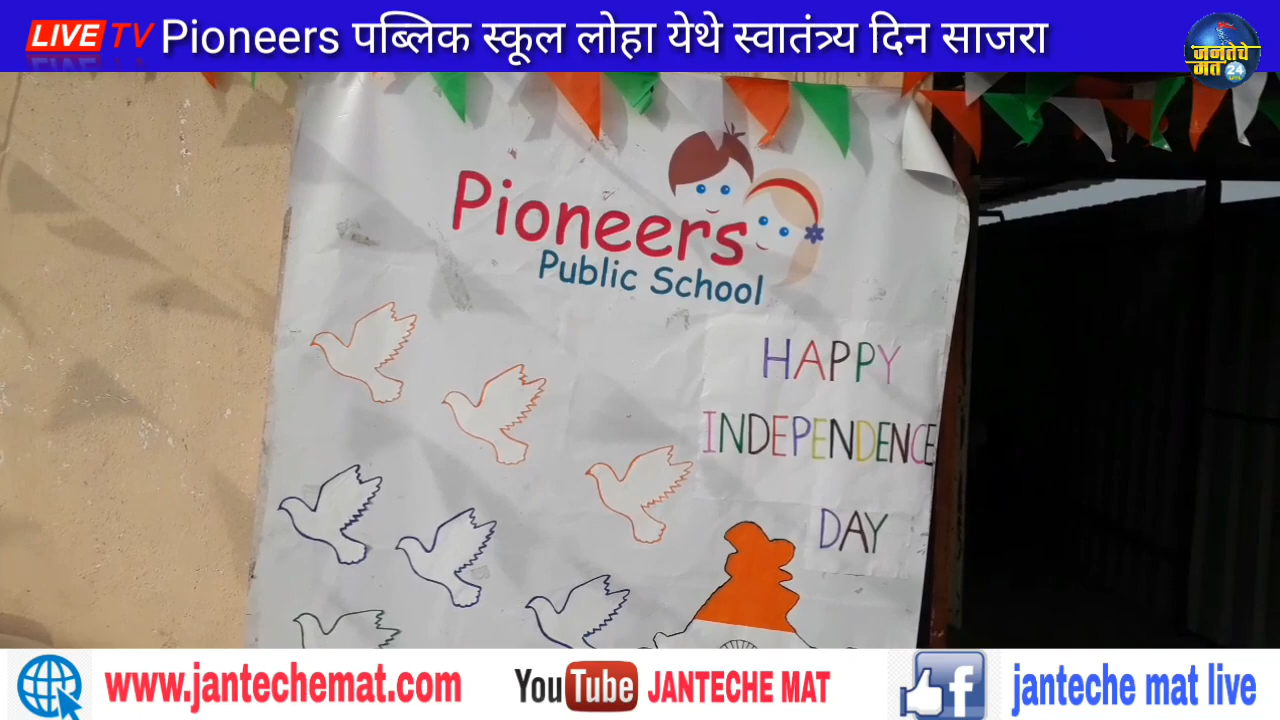 LIVE TV Pioneers पब्लिक स्कूल लोहा येथे स्वातंत्र्य दिन साजरा
जनतेचे
मत 24
Pioneers
Public School
HAPPY
INDEPENDENCE
DAY
www.jantechemat.com YouTube JANTECHE MAT f janteche mat live